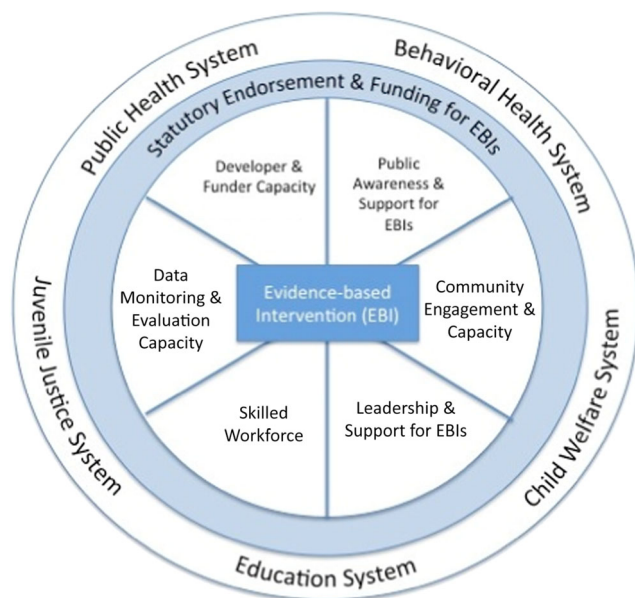 Public Health System
Behavioral Health System
Statutory Endorsement & Funding for EBIs
Developer &
Funder Capacity
Public
Awareness &
Support for
EBIs
Data
Monitoring &
Evaluation
Capacity
Evidence-based
Intervention (EBI)
Community
Engagement &
Capacity
Skilled
Workforce
Leadership &
Support for EBIs
Juvenile Justice System
Child Welfare System
Education System